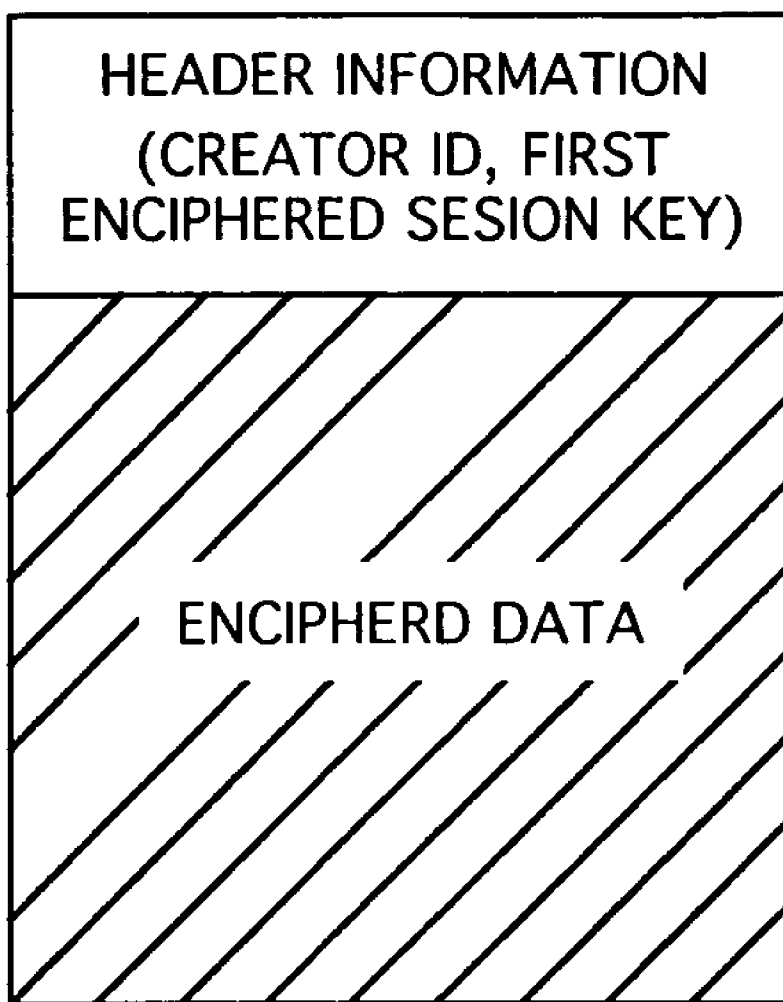 HEADER INFORMATION
(CREATOR ID, FIRST
ENCIPHERED SESION KEY)
ENCIPHERD DATA